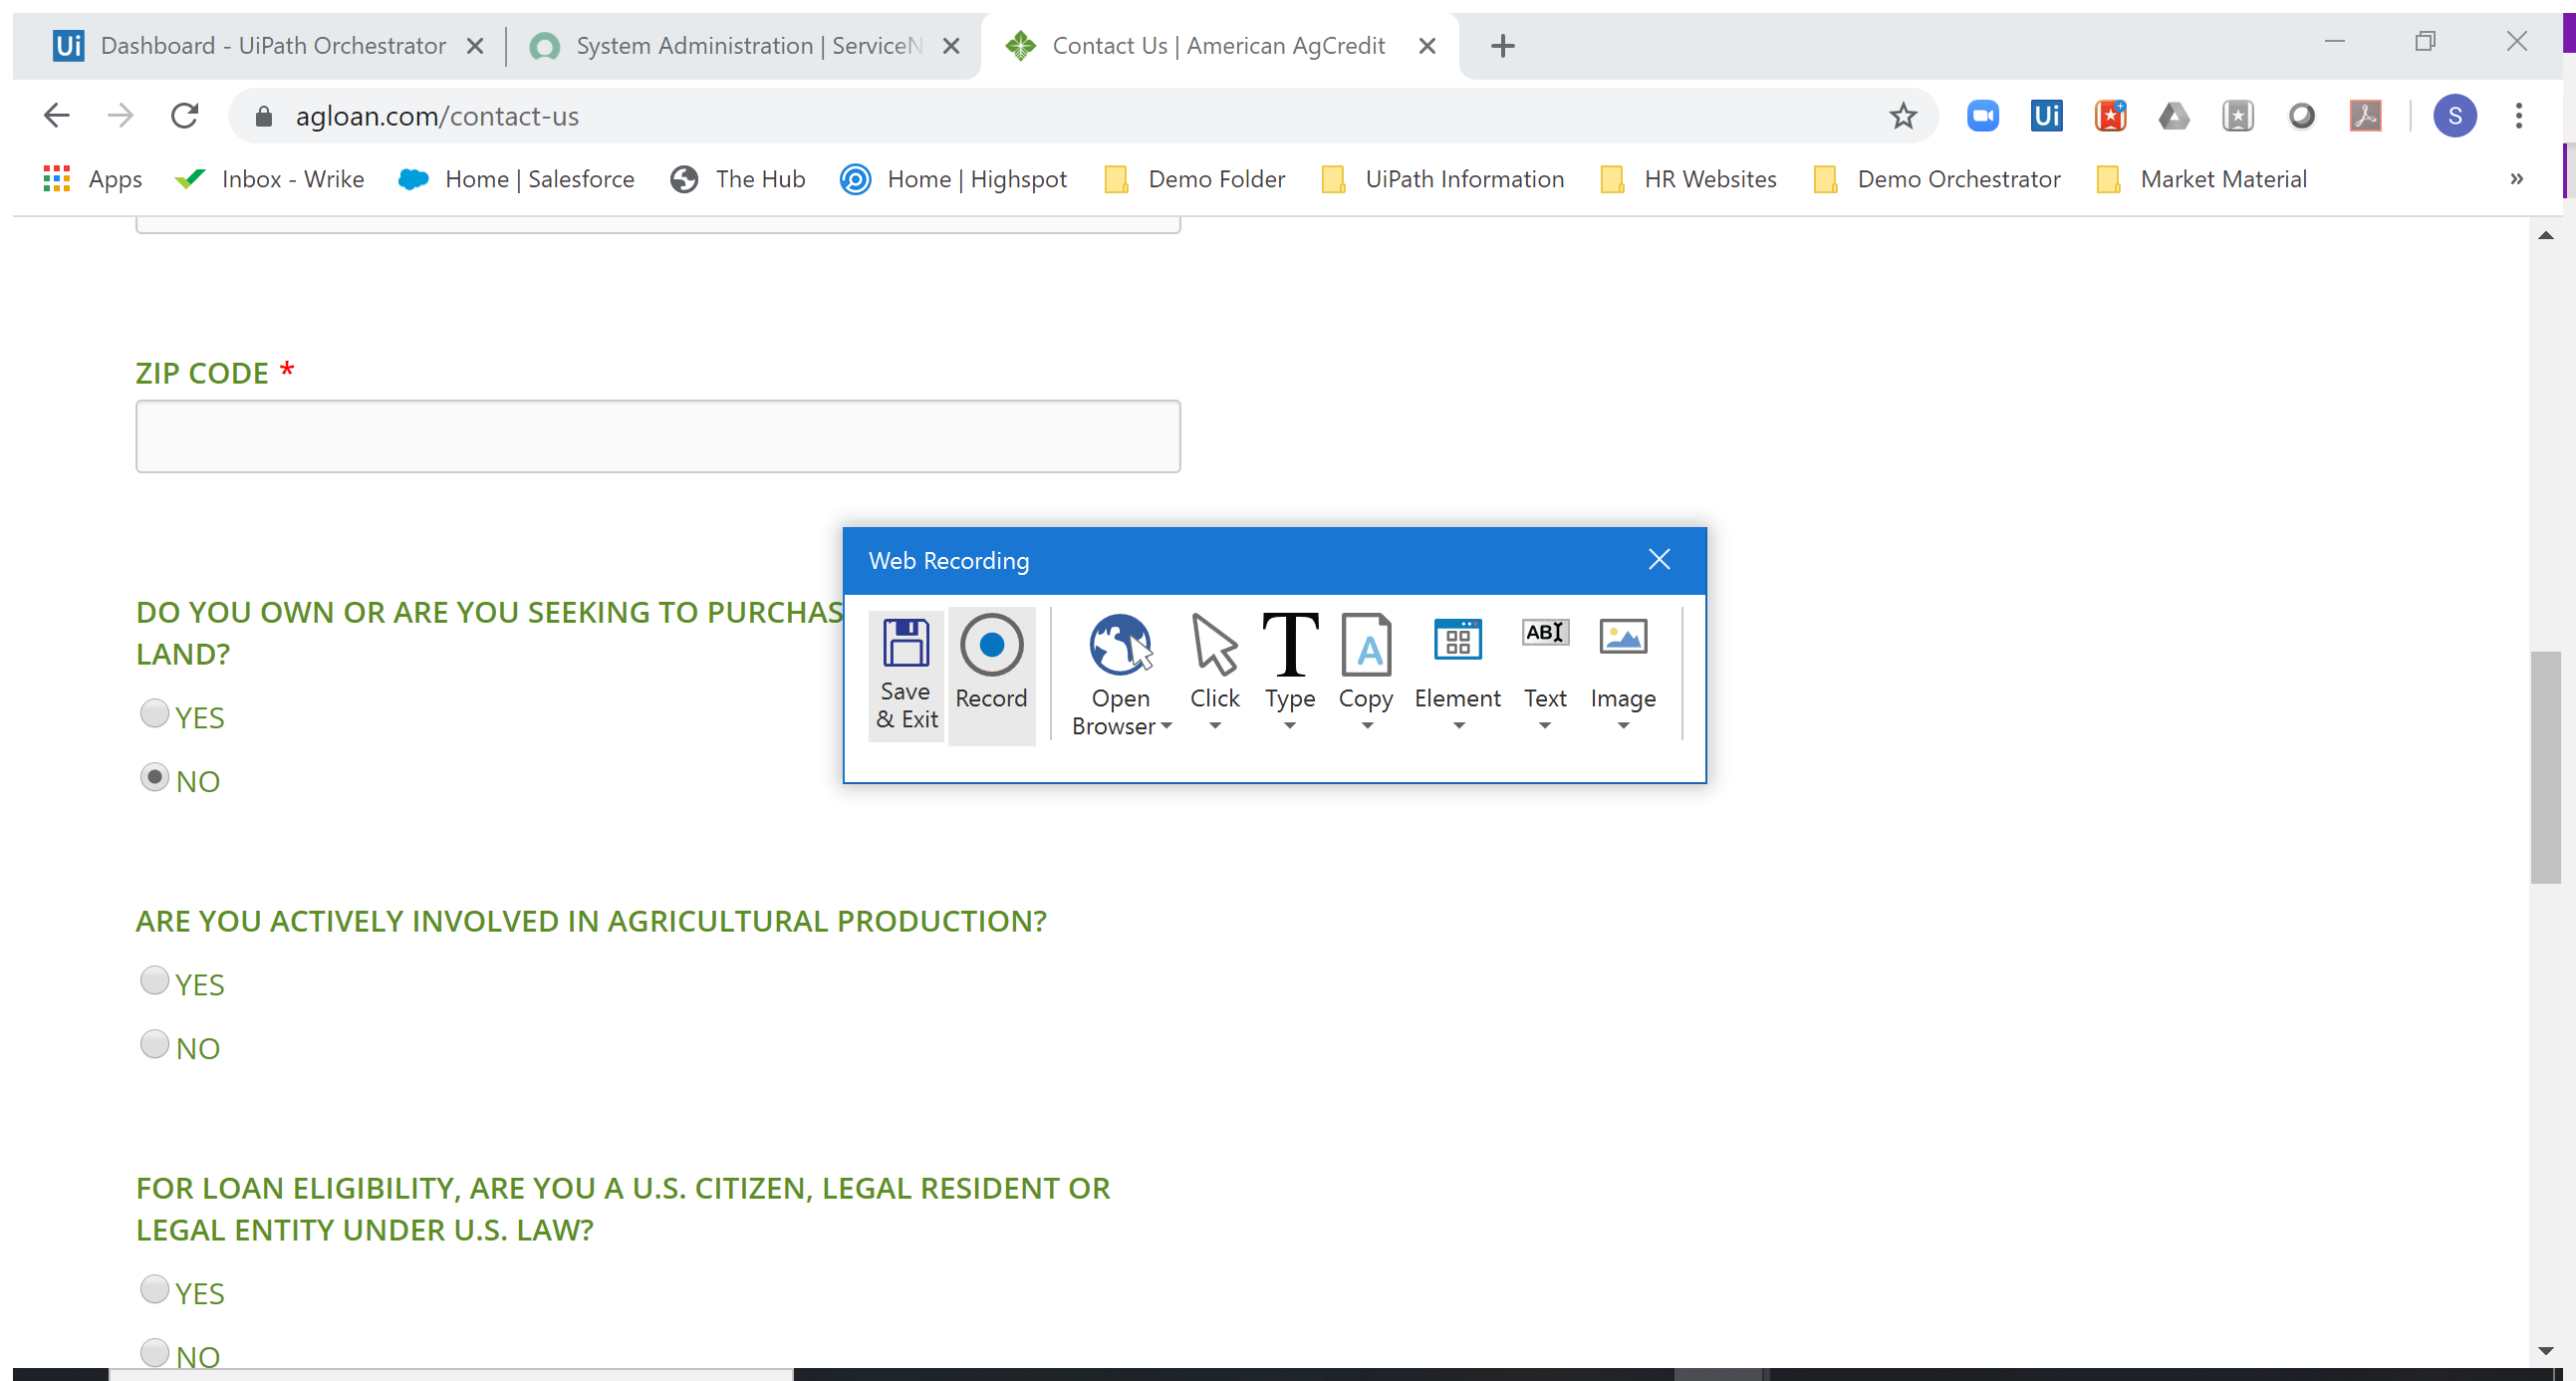 Ui Dashboard - UiPath Orchestrator System Administration | ServiceN Contact Us | American AgCredit
agloan.com/contact-us Ui S
Apps Inbox - Wrike Home | Salesforce The Hub Home | Highspot Demo Folder UiPath Information HR Websites Demo Orchestrator Market Material »
ZIP CODE *
Web Recording
DO YOU OWN OR ARE YOU SEEKING TO PURCHAS
LAND?
YES
NO
Save
& Exit
Record
Open
Browser
Click
T
Type
A
Copy
Element
ABI
Text
Image
ARE YOU ACTIVELY INVOLVED IN AGRICULTURAL PRODUCTION?
YES
NO
FOR LOAN ELIGIBILITY, ARE YOU A U.S. CITIZEN, LEGAL RESIDENT OR
LEGAL ENTITY UNDER U.S. LAW?
YES
NO